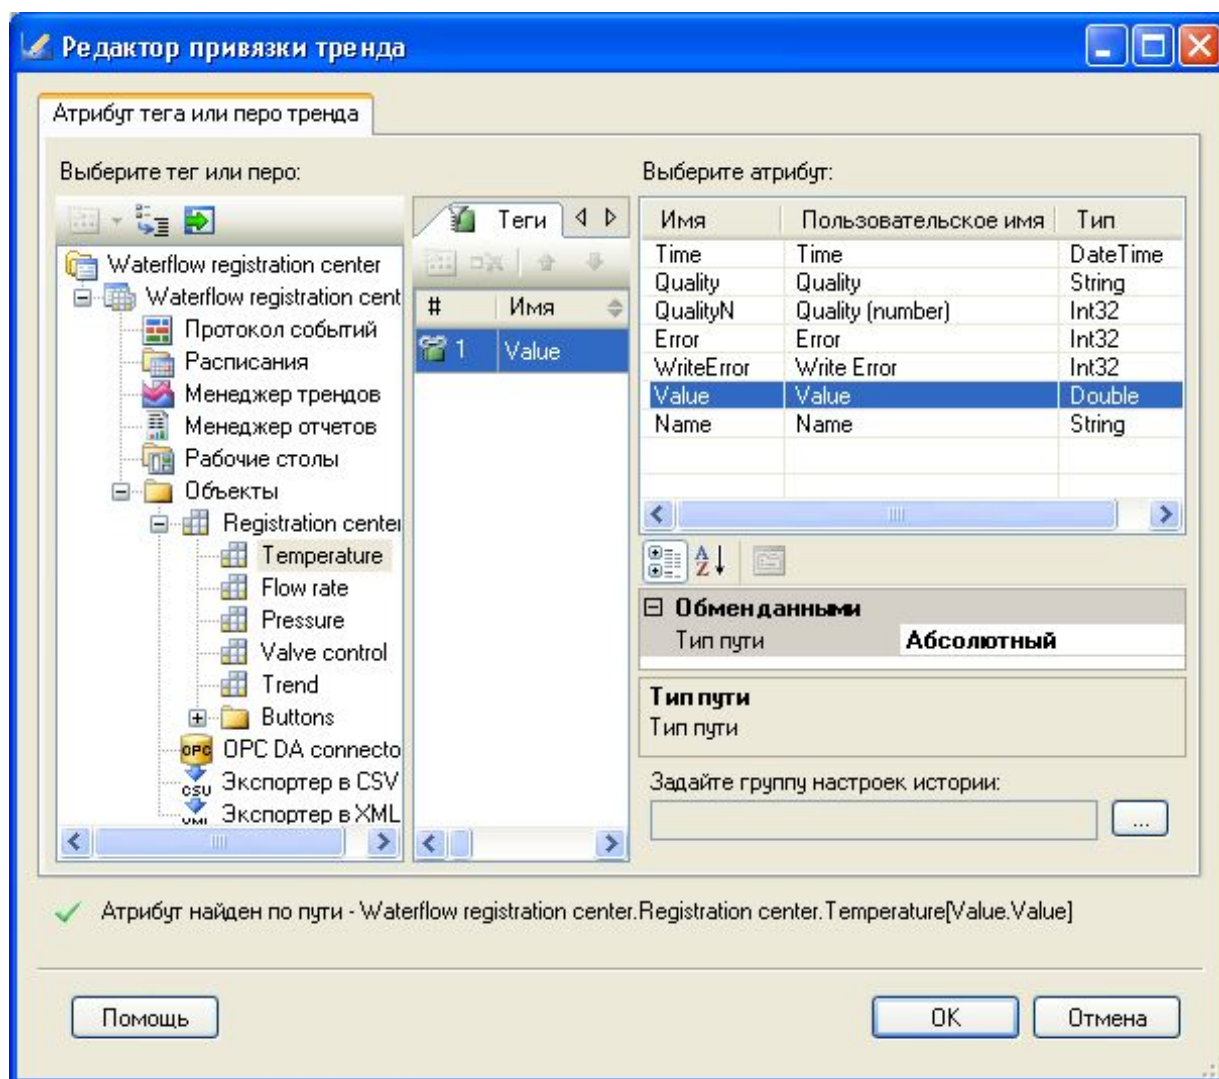 Редактор привязки тренда
Атрибут тега или перо тренда
Выберите тег или перо:
Waterflow registration center
Waterflow registration cent
Протокол событий
Расписания
Менеджер трендов
Менеджер отчетов
Рабочие столы
Объекты
Registration center
Temperature
Flow rate
Pressure
Valve control
Trend
Buttons
OPC OPC DA connecto
CSV Экспортер в CSV
XML Экспортер в XML
Теги
# Имя
1 Value
Выберите атрибут:
Имя Пользовательское имя Тип
Time Time DateTime
Quality Quality String
QualityN Quality (number) Int32
Error Error Int32
WriteError Write Error Int32
Value Value Double
Name Name String
A
Z
Обмен данными
Тип пути Абсолютный
Тип пути
Тип пути
Задайте группу настроек истории:
...
Атрибут найден по пути - Waterflow registration center.Registration center.Temperature[Value.Value]
Помощь OK Отмена